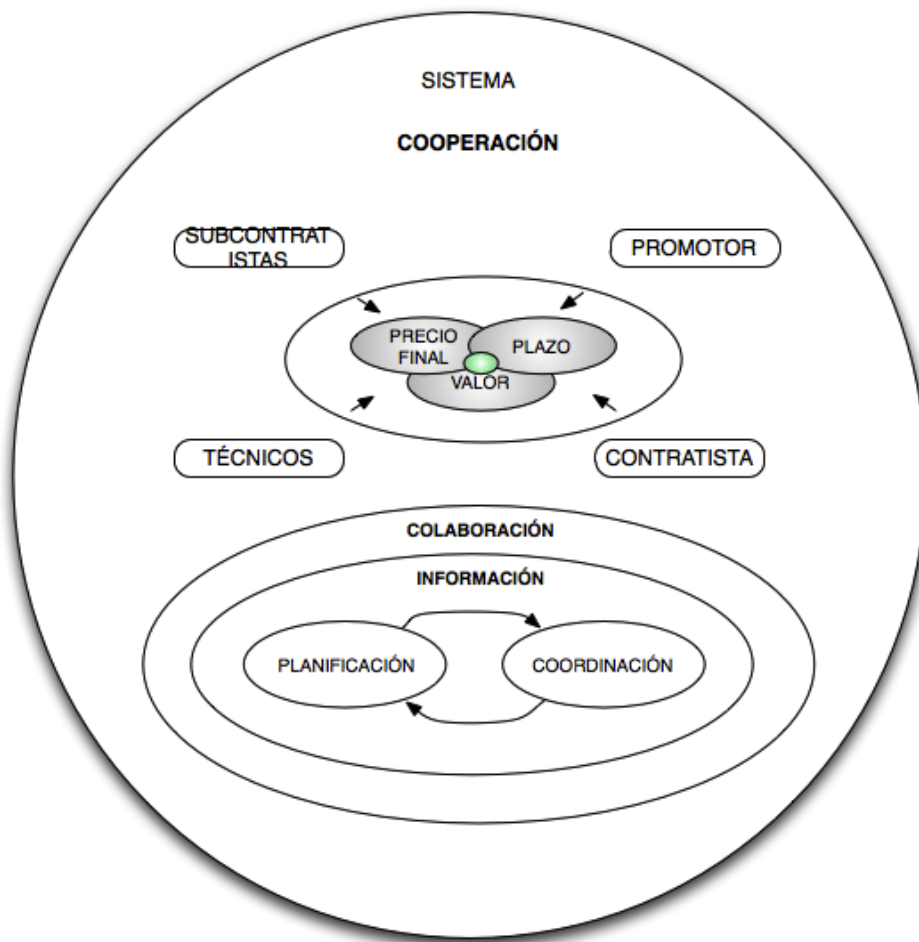 SISTEMA
COOPERACIÓN
SUBCONTRAT
ISTAS
PROMOTOR
PRECIO
FINAL
PLAZO
VALOR
TÉCNICOS
CONTRATISTA
COLABORACIÓN
INFORMACIÓN
PLANIFICACIÓN
COORDINACIÓN